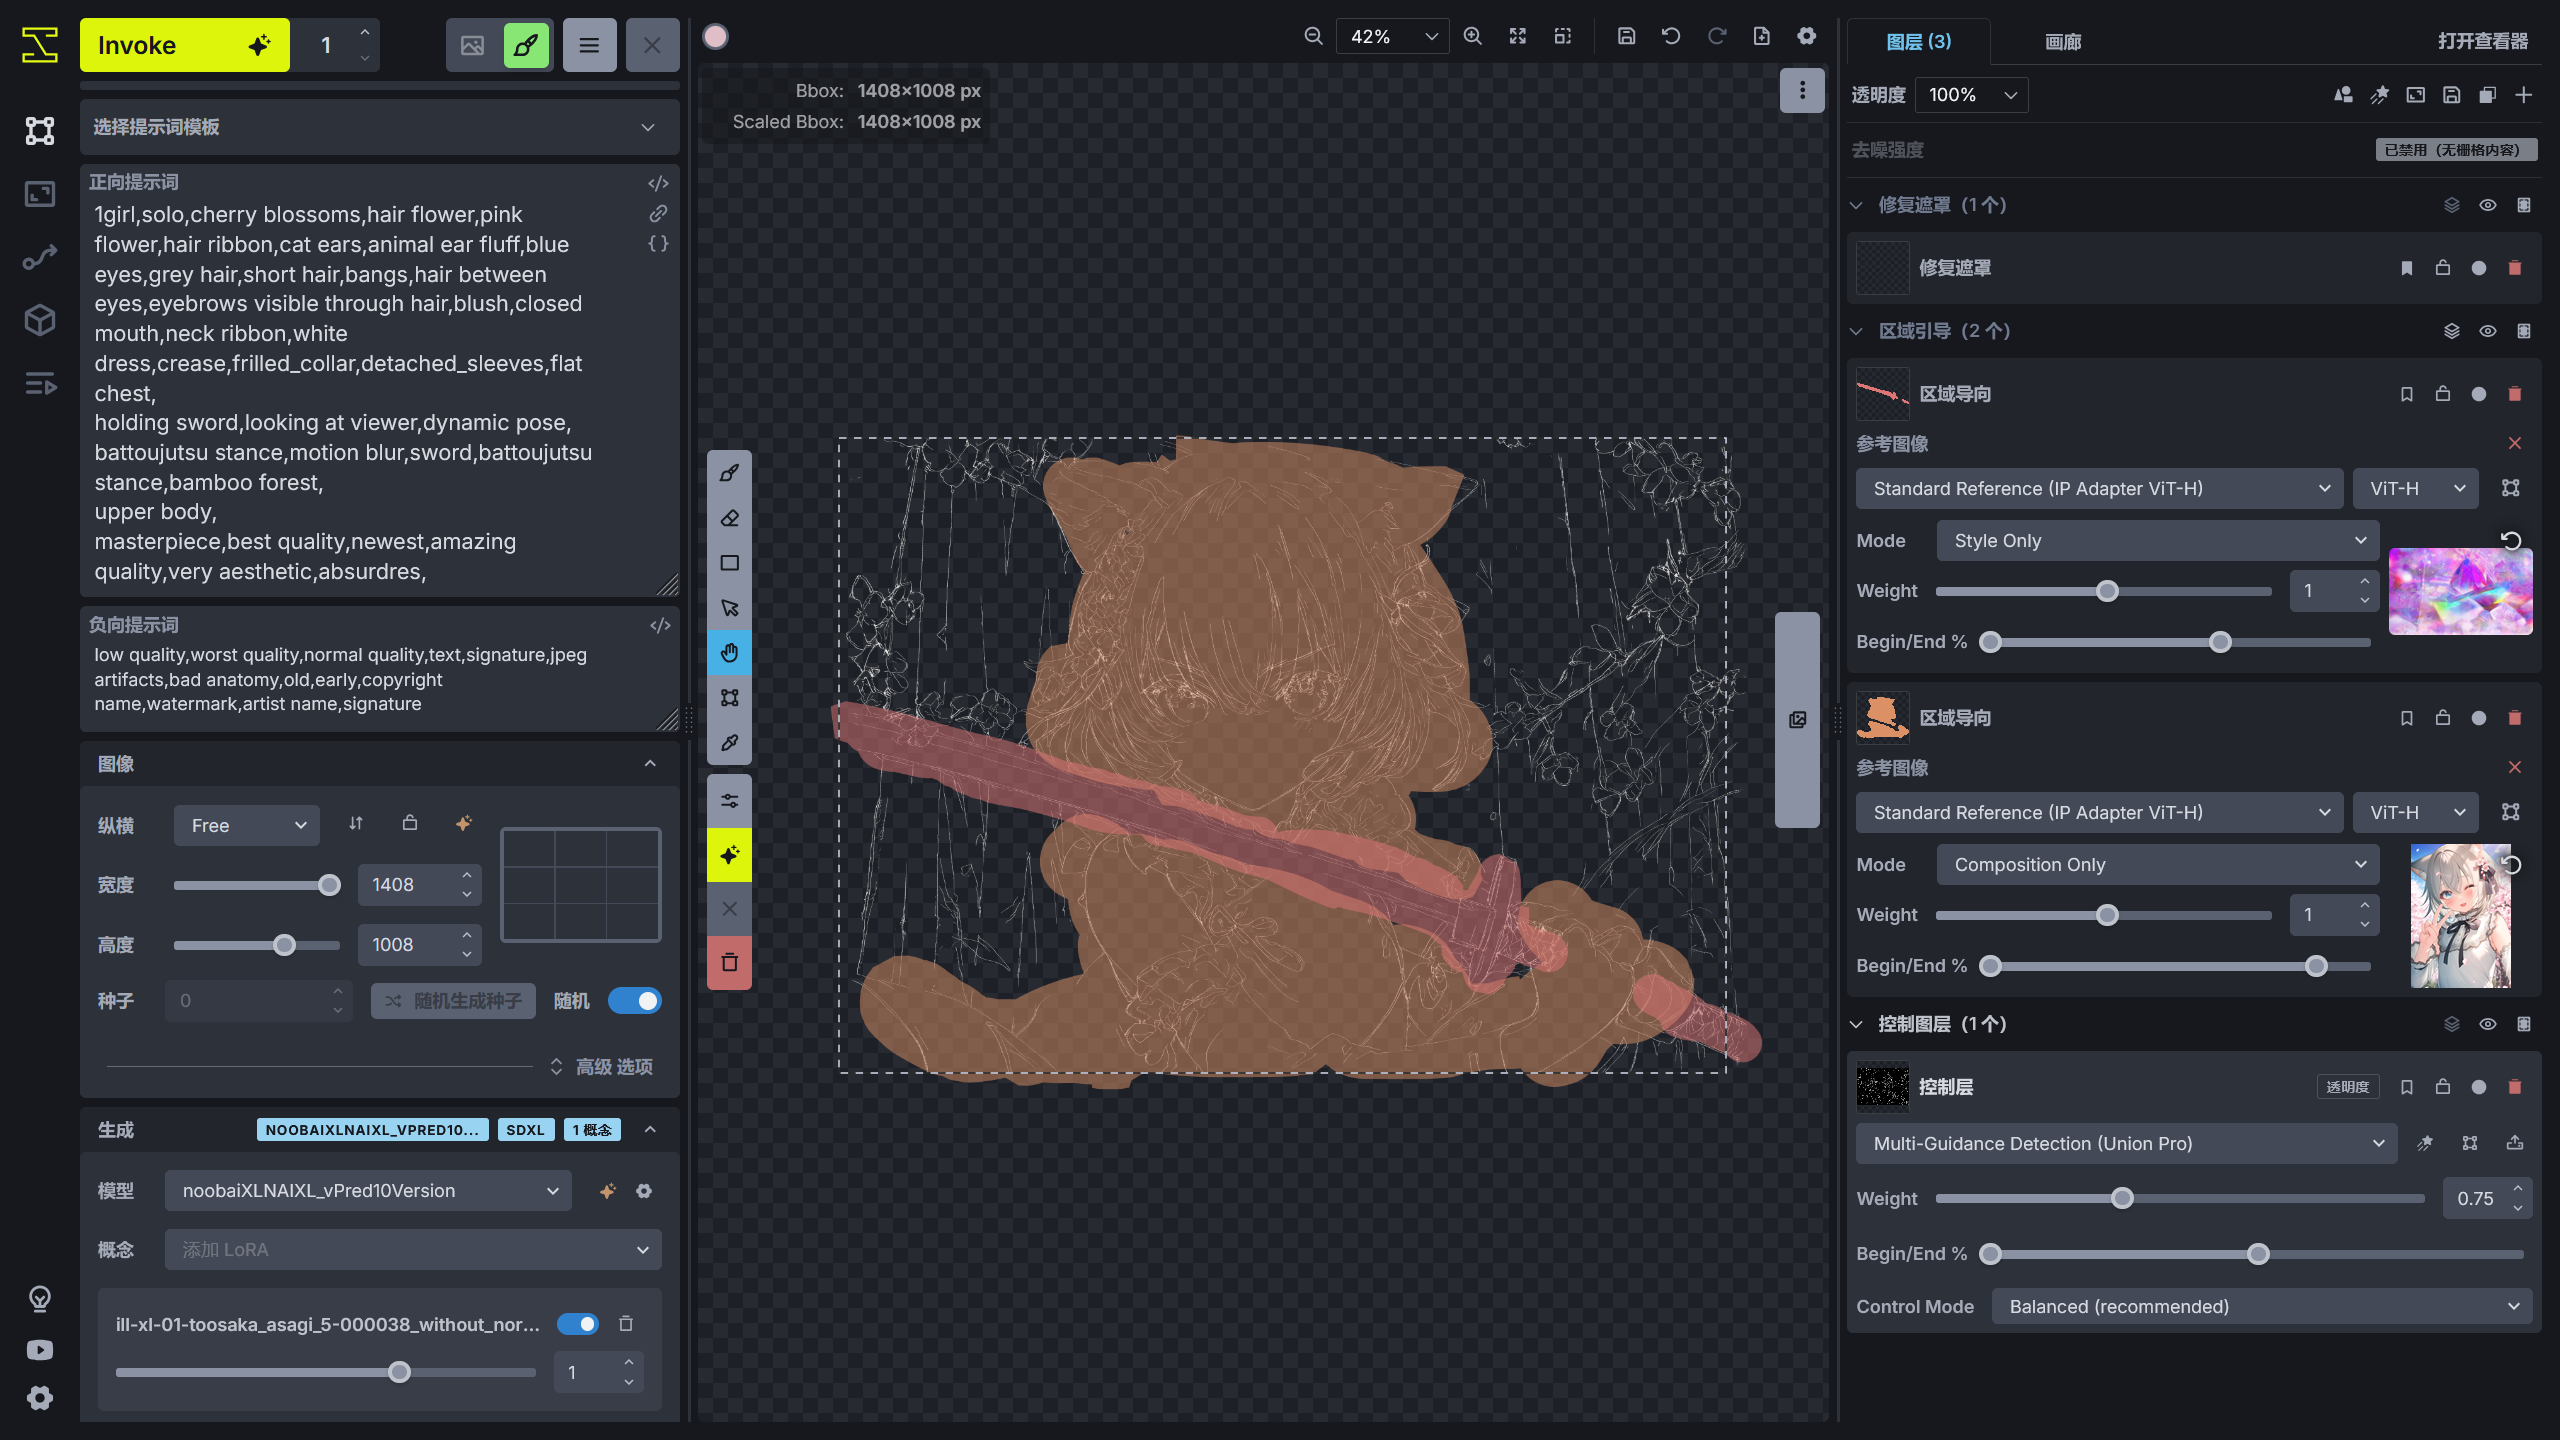 Invoke
1
选择提示词模板
正向提示词
1girl,solo,cherry blossoms,hair flower,pink
flower,hair ribbon,cat ears,animal ear fluff,blue
eyes,grey hair,short hair,bangs,hair between
eyes,eyebrows visible through hair,blush,closed
mouth,neck ribbon,white
dress,crease,frilled_collar,detached_sleeves,flat
chest,
holding sword,looking at viewer,dynamic pose,
battoujutsu stance,motion blur,sword,battoujutsu
stance,bamboo forest,
upper body,
masterpiece,best quality,newest,amazing
quality,very aesthetic,absurdres,
负向提示词
low quality,worst quality,normal quality,text,signature,jpeg
artifacts,bad anatomy,old,early,copyright
name,watermark,artist name,signature
图像
纵横
Free
宽度
1408
高度
1008
种子
0
随机生成种子
随机
高级 选项
生成
NOOBAIXLNAIXL_VPRED10...
SDXL
1 概念
模型
noobaiXLNAIXL_vPred10Version
概念
添加 LoRA
ill-xl-01-toosaka_asagi_5-000038_without_nor...
1
42%
Bbox: 1408×1008 px
Scaled Bbox: 1408×1008 px
图层 (3)
画廊
打开查看器
透明度
100%
去噪强度
已禁用（无栅格内容）
修复遮罩（1 个）
修复遮罩
区域引导（2 个）
区域导向
参考图像
Standard Reference (IP Adapter ViT-H)
ViT-H
Mode
Style Only
Weight
1
Begin/End %
区域导向
参考图像
Standard Reference (IP Adapter ViT-H)
ViT-H
Mode
Composition Only
Weight
1
Begin/End %
控制图层（1 个）
控制层
透明度
Multi-Guidance Detection (Union Pro)
Weight
0.75
Begin/End %
Control Mode
Balanced (recommended)